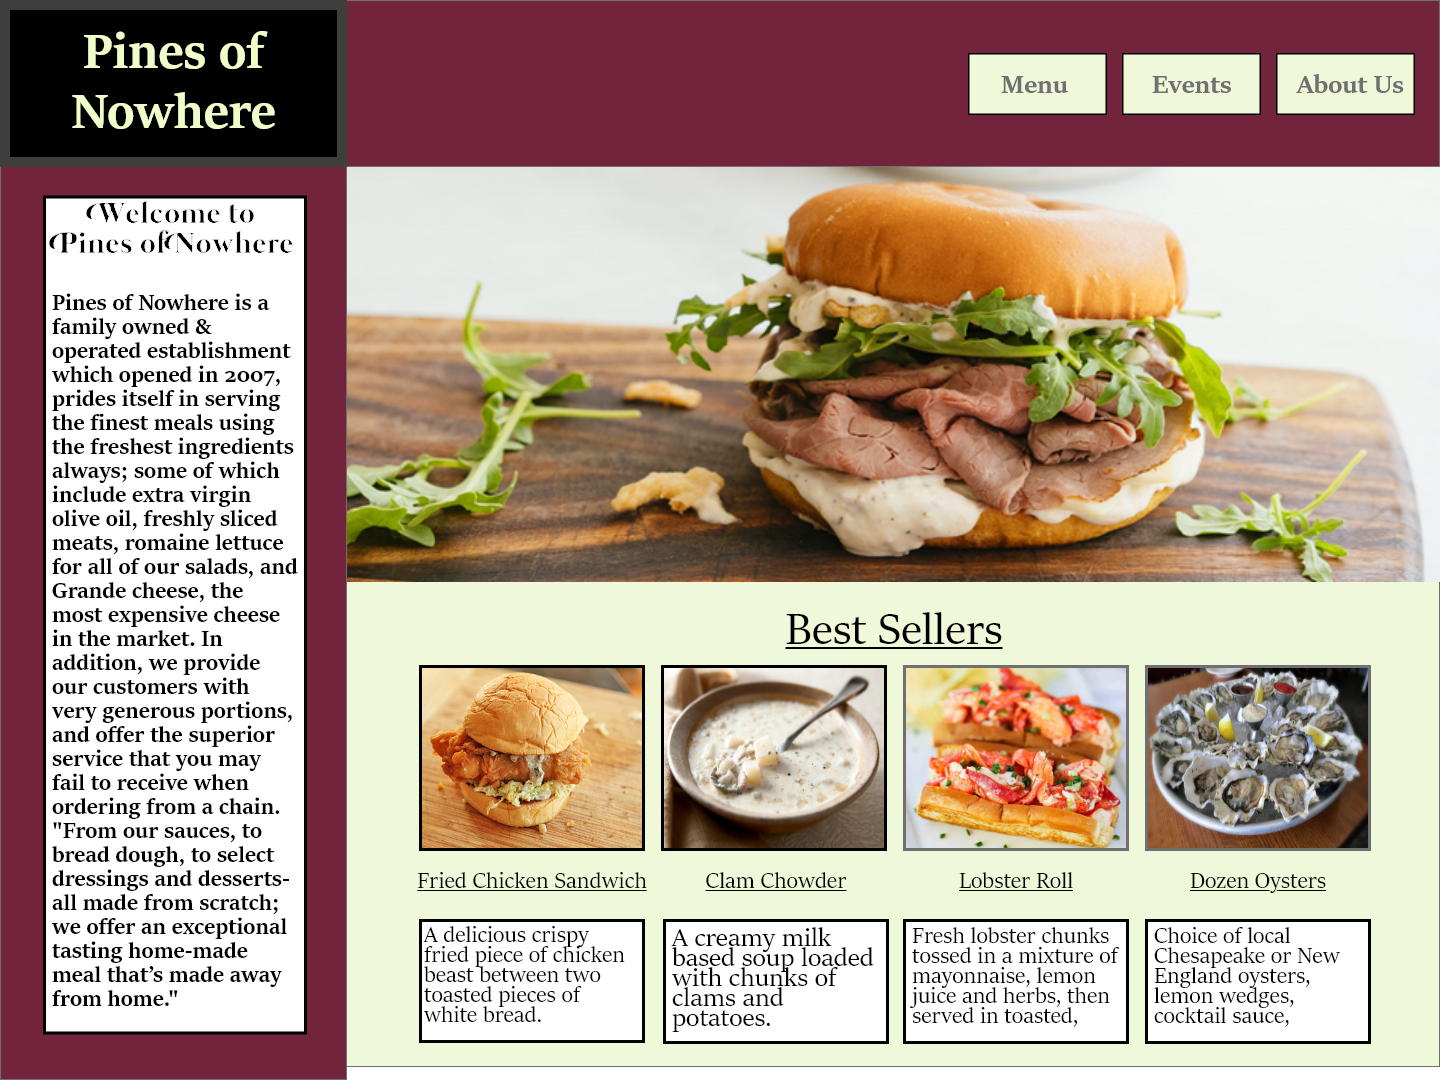 Pines of
Nowhere
Menu
Events
About Us
Welcome to
Pines of Nowhere
Pines of Nowhere is a
family owned &
operated establishment
which opened in 2007,
prides itself in serving
the finest meals using
the freshest ingredients
always; some of which
include extra virgin
olive oil, freshly sliced
meats, romaine lettuce
for all of our salads, and
Grande cheese, the
most expensive cheese
in the market. In
addition, we provide
our customers with
very generous portions,
and offer the superior
service that you may
fail to receive when
ordering from a chain.
"From our sauces, to
bread dough, to select
dressings and desserts-
all made from scratch;
we offer an exceptional
tasting home-made
meal that’s made away
from home."
Best Sellers
Fried Chicken Sandwich
A delicious crispy
fried piece of chicken
beast between two
toasted pieces of
white bread.
Clam Chowder
A creamy milk
based soup loaded
with chunks of
clams and
potatoes.
Lobster Roll
Fresh lobster chunks
tossed in a mixture of
mayonnaise, lemon
juice and herbs, then
served in toasted,
Dozen Oysters
Choice of local
Chesapeake or New
England oysters,
lemon wedges,
cocktail sauce,